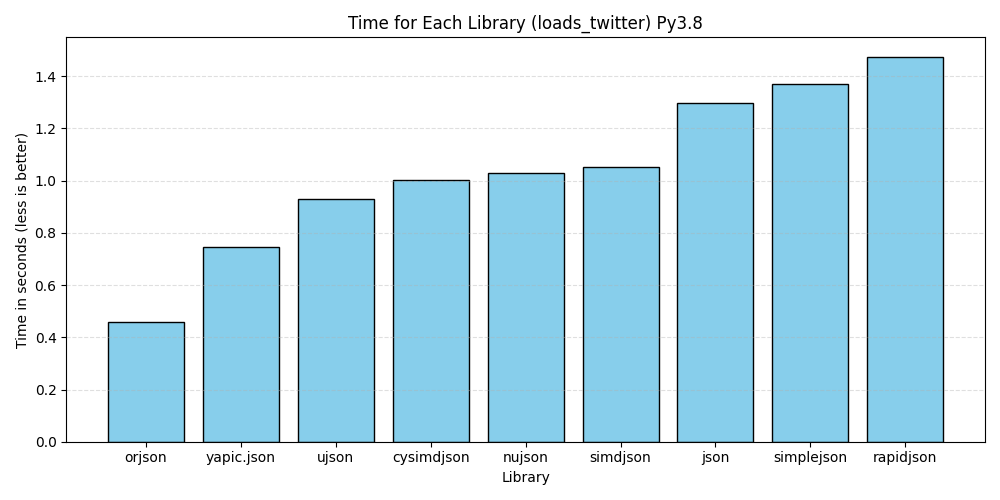 Time for Each Library (loads_twitter) Py3.8
Time in seconds (less is better)
1.4
1.2
1.0
0.8
0.6
0.4
0.2
0.0
orjson yapic.json ujson cysimdjson nujson simdjson json simplejson rapidjson
Library